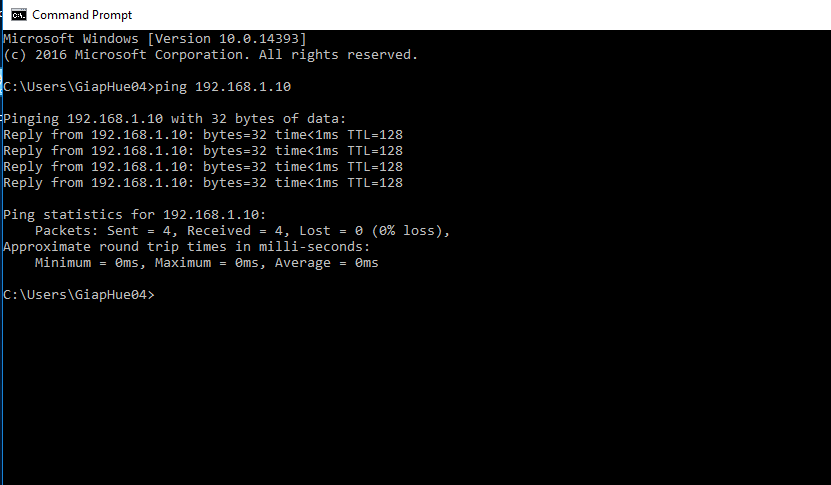 Command Prompt
Microsoft Windows [Version 10.0.14393]
(c) 2016 Microsoft Corporation. All rights reserved.
C:\Users\GiapHue04>ping 192.168.1.10
Pinging 192.168.1.10 with 32 bytes of data:
Reply from 192.168.1.10: bytes=32 time<1ms TTL=128
Reply from 192.168.1.10: bytes=32 time<1ms TTL=128
Reply from 192.168.1.10: bytes=32 time<1ms TTL=128
Reply from 192.168.1.10: bytes=32 time<1ms TTL=128
Ping statistics for 192.168.1.10:
    Packets: Sent = 4, Received = 4, Lost = 0 (0% loss),
Approximate round trip times in milli-seconds:
    Minimum = 0ms, Maximum = 0ms, Average = 0ms
C:\Users\GiapHue04>